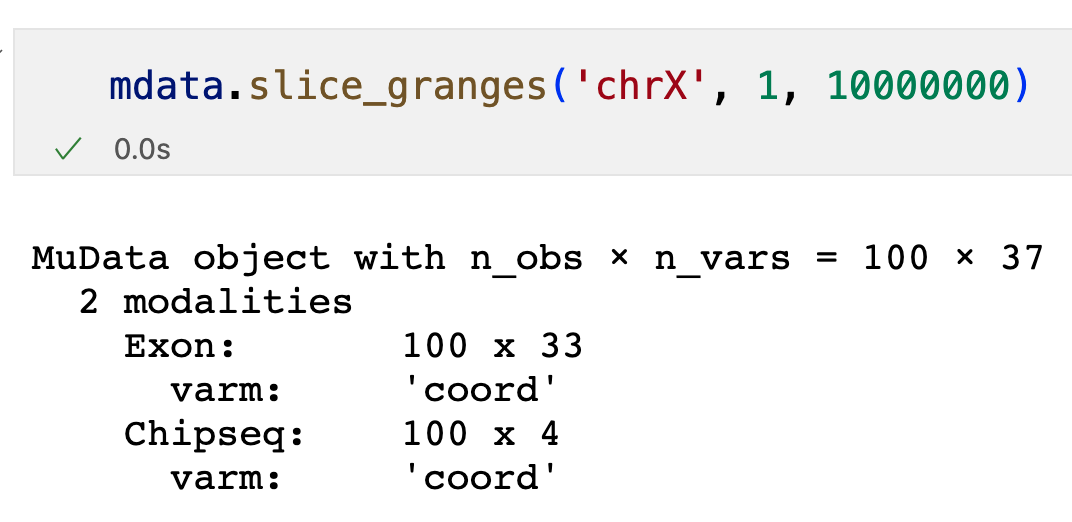 mdata.slice_granges('chrX', 1, 10000000)
✓ 0.0s
MuData object with n_obs × n_vars = 100 × 37
2 modalities
Exon: 100 x 33
varm: 'coord'
Chipseq: 100 x 4
varm: 'coord'